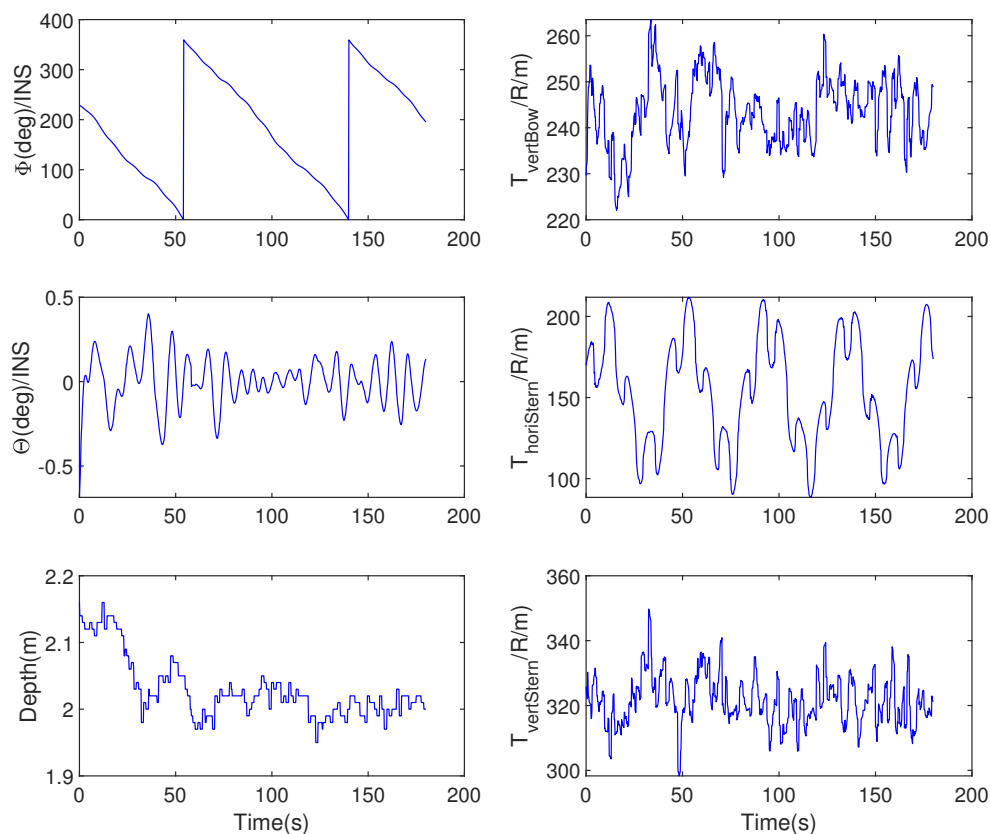 400
300
200
100
0
0 50 100 150 200
Φ(deg)/INS
260
250
240
230
220
0 50 100 150 200
T_vertBow/R/m)
0.5
0
-0.5
0 50 100 150 200
Θ(deg)/INS
200
150
100
0 50 100 150 200
T_horiStern/R/m)
2.2
2.1
2
1.9
0 50 100 150 200
Depth(m)
Time(s)
360
340
320
300
0 50 100 150 200
T_vertStern/R/m)
Time(s)